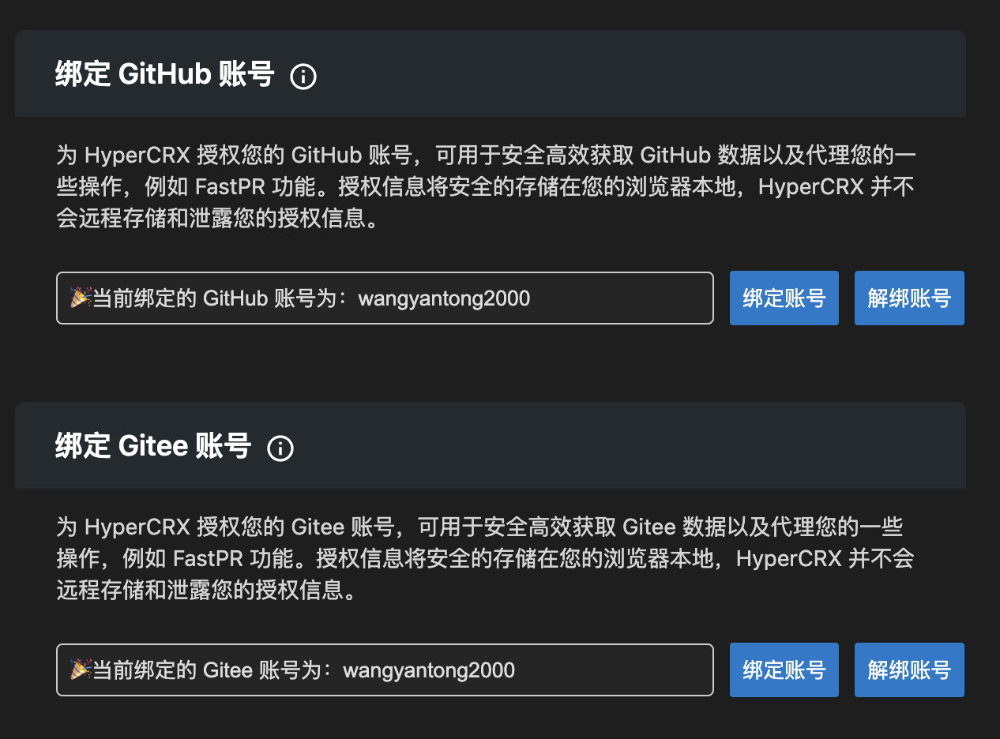 绑定 GitHub 账号
为 HyperCRX 授权您的 GitHub 账号，可用于安全高效获取 GitHub 数据以及代理您的一
些操作，例如 FastPR 功能。授权信息将安全的存储在您的浏览器本地，HyperCRX 并不
会远程存储和泄露您的授权信息。
🎉当前绑定的 GitHub 账号为：wangyantong2000 绑定账号 解绑账号
绑定 Gitee 账号
为 HyperCRX 授权您的 Gitee 账号，可用于安全高效获取 Gitee 数据以及代理您的一些
操作，例如 FastPR 功能。授权信息将安全的存储在您的浏览器本地，HyperCRX 并不会
远程存储和泄露您的授权信息。
🎉当前绑定的 Gitee 账号为：wangyantong2000 绑定账号 解绑账号